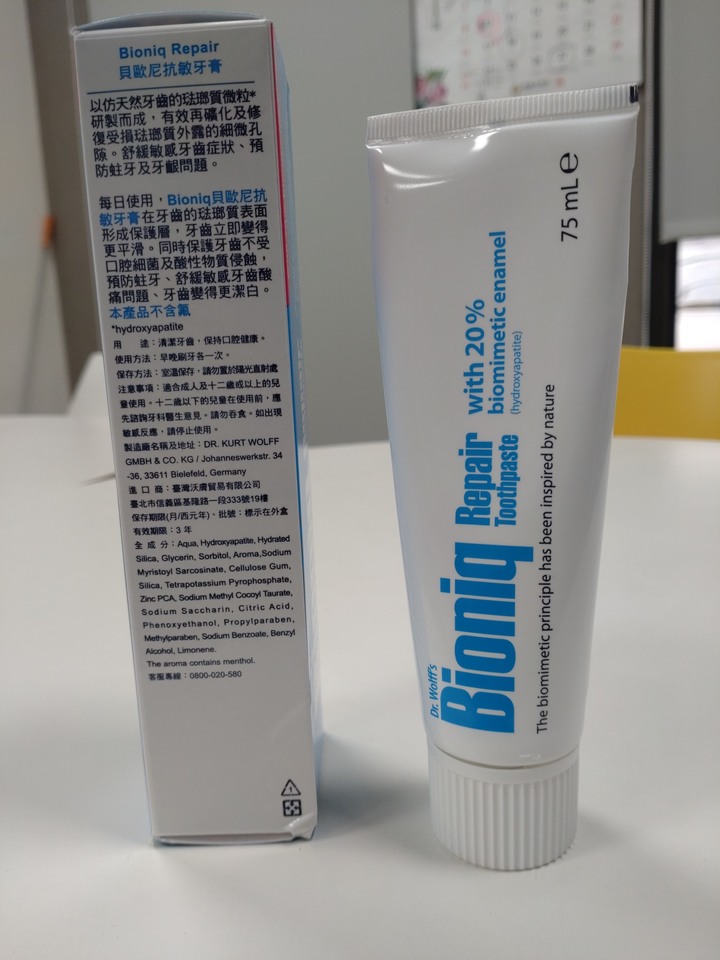 Bioniq Repair
貝歐尼抗敏牙膏
以仿天然牙齒的琺瑯質微粒*
研製而成，有效再礦化及修
復受損琺瑯質外露的細微孔
隙。舒緩敏感牙齒症狀、預
防蛀牙及牙齦問題。
每日使用，Bioniq貝歐尼抗
敏牙膏在牙齒的琺瑯質表面
形成保護層，牙齒立即變得
更平滑。同時保護牙齒不受
口腔細菌及酸性物質侵蝕，
預防蛀牙、舒緩敏感牙齒酸
痛問題、牙齒變得更潔白。
本產品不含氟
*hydroxyapatite
用　　途：清潔牙齒，保持口腔健康。
使用方法：早晚刷牙各一次。
保存方法：室溫保存，請勿置於陽光直射處
注意事項：適合成人及十二歲或以上的兒
童使用。十二歲以下的兒童在使用前，應
先諮詢牙科醫生意見。請勿吞食。如出現
敏感反應，請停止使用。
製造廠名稱及地址：DR. KURT WOLFF
GMBH & CO. KG / Johanneswerkstr. 34
-36, 33611 Bielefeld, Germany
進 口 商：臺灣沃膚貿易有限公司
臺北市信義區基隆路一段333號19樓
保存期限(月/西元年)、批號：標示在外盒
有效期限：3 年
全 成 分：Aqua, Hydroxyapatite, Hydrated
Silica, Glycerin, Sorbitol, Aroma,Sodium
Myristoyl Sarcosinate, Cellulose Gum,
Silica, Tetrapotassium Pyrophosphate,
Zinc PCA, Sodium Methyl Cocoyl Taurate,
Sodium Saccharin, Citric Acid,
Phenoxyethanol, Propylparaben,
Methylparaben, Sodium Benzoate, Benzyl
Alcohol, Limonene.
The aroma contains menthol.
客服專線：0800-020-580
Dr. Wolff's
Bioniq Repair
Toothpaste
with 20%
biomimetic enamel
(hydroxyapatite)
The biomimetic principle has been inspired by nature
75 mL e